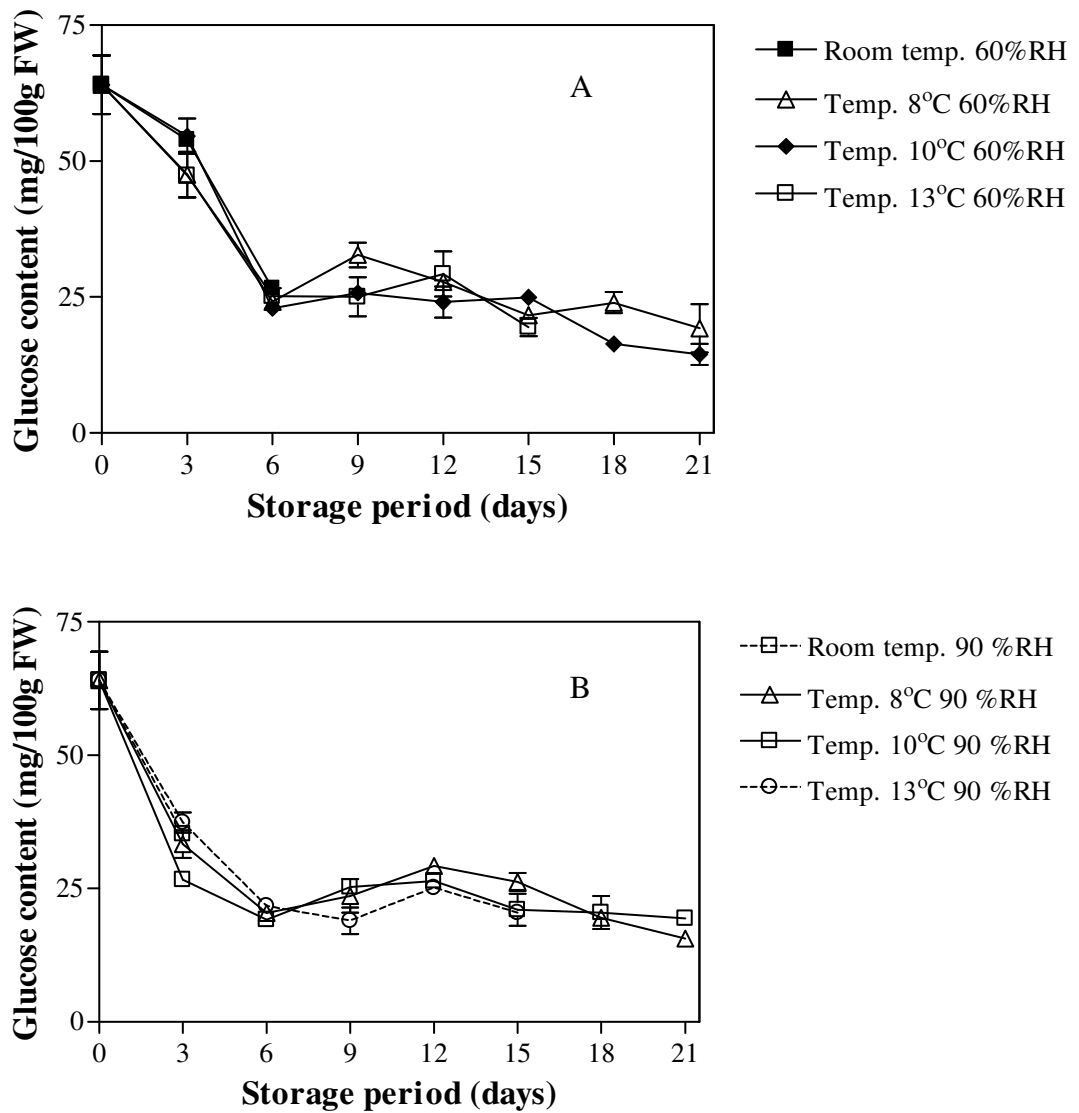 75
50
25
0
Glucose content (mg/100g FW)
A
0 3 6 9 12 15 18 21
Storage period (days)
Room temp. 60%RH
Temp. 8°C 60%RH
Temp. 10°C 60%RH
Temp. 13°C 60%RH
75
50
25
0
Glucose content (mg/100g FW)
B
0 3 6 9 12 15 18 21
Storage period (days)
Room temp. 90 %RH
Temp. 8°C 90 %RH
Temp. 10°C 90 %RH
Temp. 13°C 90 %RH